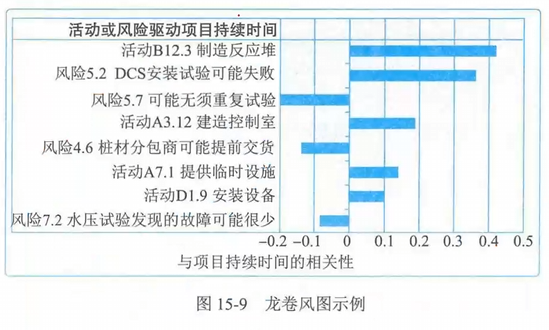 活动或风险驱动项目持续时间
活动B12.3 制造反应堆
风险5.2 DCS安装试验可能失败
风险5.7 可能无须重复试验
活动A3.12 建造控制室
风险4.6 桩材分包商可能提前交货
活动A7.1 提供临时设施
活动D1.9 安装设备
风险7.2 水压试验发现的故障可能很少
-0.2 -0.1 0 0.1 0.2 0.3 0.4 0.5
与项目持续时间的相关性
图 15-9 龙卷风图示例